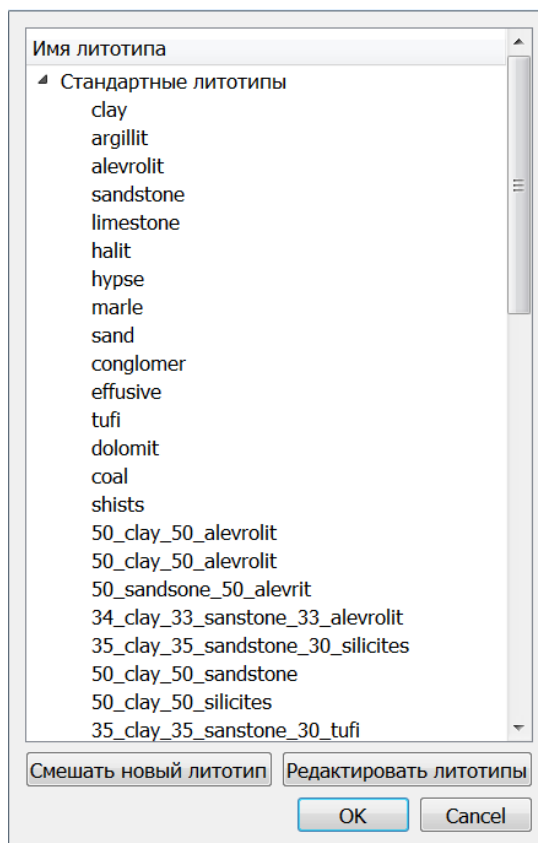 Имя литотипа
Стандартные литотипы
clay
argillit
alevrolit
sandstone
limestone
halit
hypse
marle
sand
conglomer
effusive
tufi
dolomit
coal
shists
50_clay_50_alevrolit
50_clay_50_alevrolit
50_sandsone_50_alevrit
34_clay_33_sanstone_33_alevrolit
35_clay_35_sandstone_30_silicites
50_clay_50_sandstone
50_clay_50_silicites
35_clay_35_sanstone_30_tufi
Смешать новый литотип Редактировать литотипы
OK Cancel